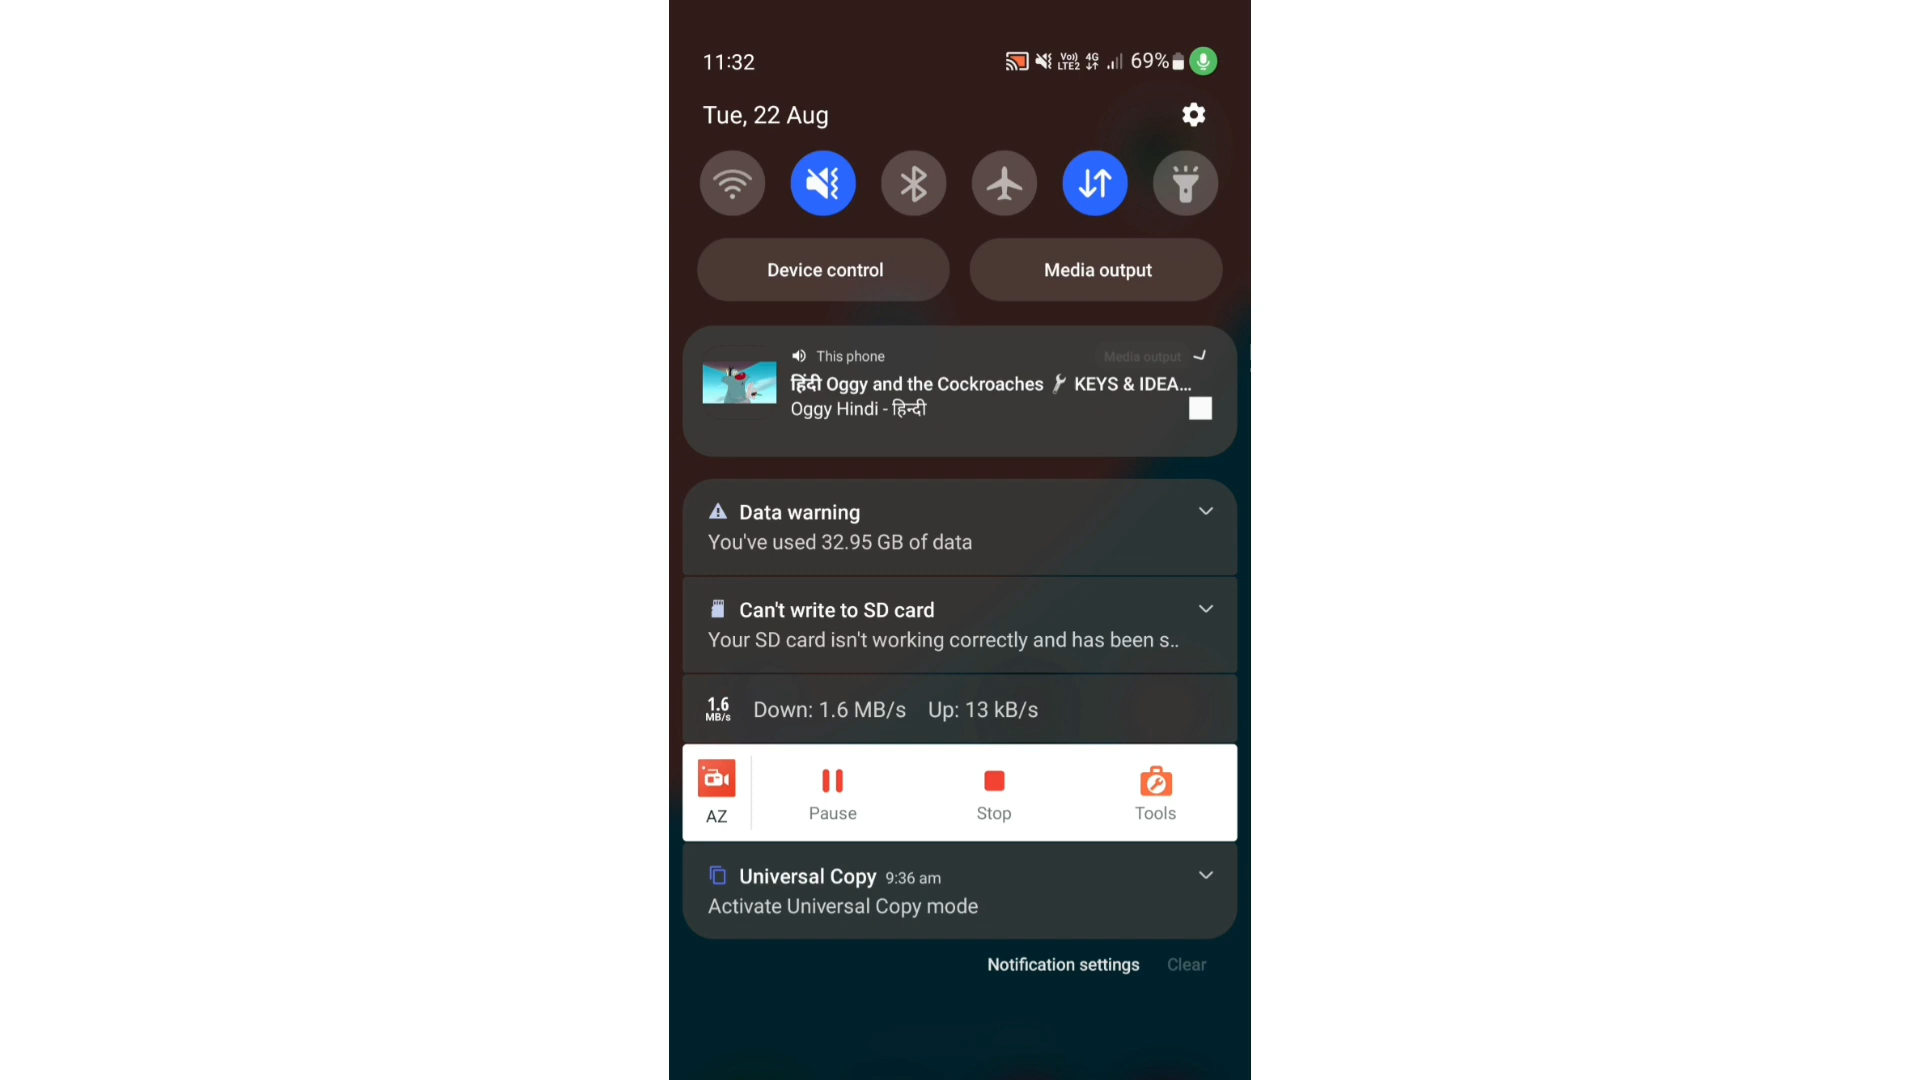 11:32
Vo)) LTE2 4G 69%
Tue, 22 Aug
Device control
Media output
This phone
Media output
हिंदी Oggy and the Cockroaches 🔧 KEYS & IDEA...
Oggy Hindi - हिन्दी
Data warning
You've used 32.95 GB of data
Can't write to SD card
Your SD card isn't working correctly and has been s..
1.6 MB/s
Down: 1.6 MB/s Up: 13 kB/s
AZ
Pause
Stop
Tools
Universal Copy 9:36 am
Activate Universal Copy mode
Notification settings
Clear